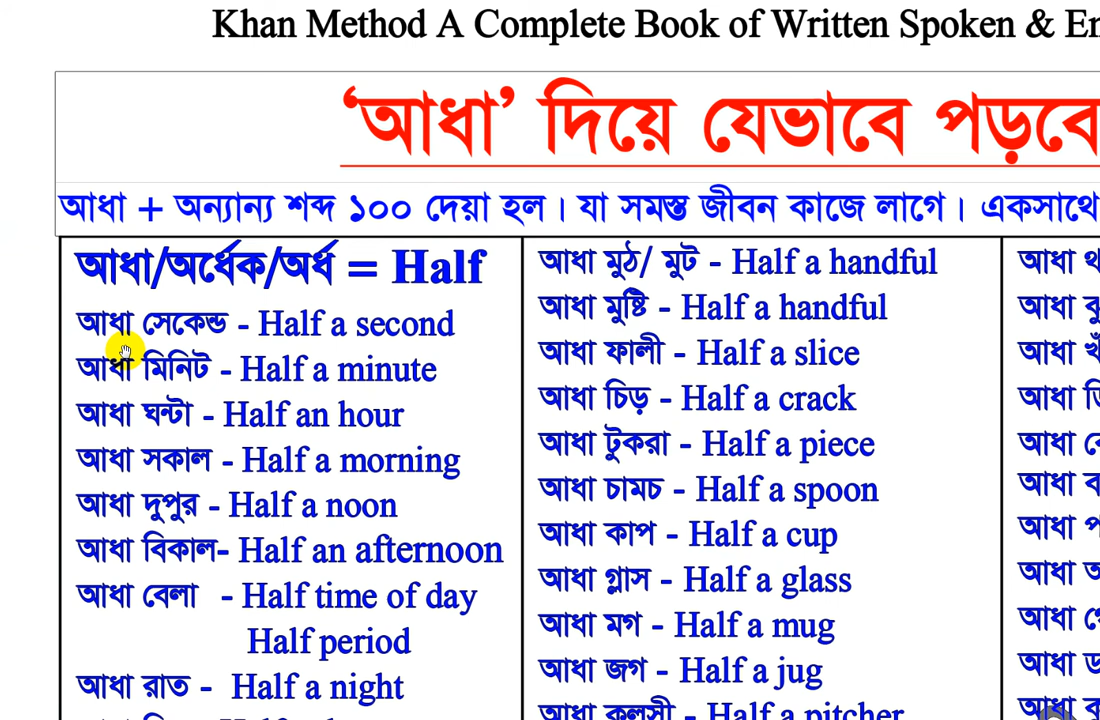 Khan Method A Complete Book of Written Spoken &
‘আধা’ দিয়ে যেভাবে পড়বে
আধা + অন্যান্য শব্দ ১০০ দেয়া হল। যা সমস্ত জীবন কাজে লাগে। একসাথে
আধা/অর্ধেক/অর্ধ = Half
আধা সেকেন্ড - Half a second
আধা মিনিট - Half a minute
আধা ঘন্টা - Half an hour
আধা সকাল - Half a morning
আধা দুপুর - Half a noon
আধা বিকাল- Half an afternoon
আধা বেলা - Half time of day
Half period
আধা রাত - Half a night
আধা মুঠ/ মুট - Half a handful
আধা মুষ্টি - Half a handful
আধা ফালী - Half a slice
আধা চিড় - Half a crack
আধা টুকরা - Half a piece
আধা চামচ - Half a spoon
আধা কাপ - Half a cup
আধা গ্লাস - Half a glass
আধা মগ - Half a mug
আধা জগ - Half a jug
আধা কলসী - Half a pitcher
আধা
আধা
আধা
আধা
আধা
আধা
আধা
আধা
আধা
আধা
আধা